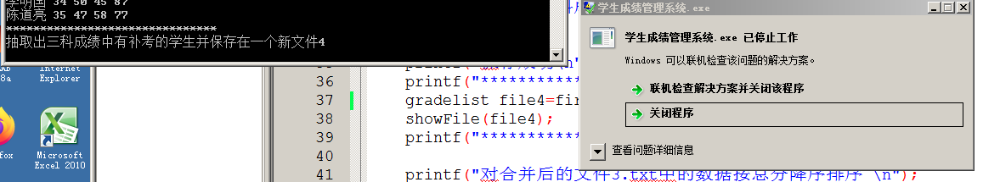 李明国 34 50 45 87
陈道亮 35 47 58 77
*******************************
抽取出三科成绩中有补考的学生并保存在一个新文件4
8a
Internet
Explorer
fox
Microsoft
Excel 2010
36 printf("***********
37 gradelist file4=fir
38 showFile(file4);
39 printf("***********
40
41 printf("对合并后的文件3.txt中的数据按总分降序排序 \n");
学生成绩管理系统.exe
学生成绩管理系统.exe 已停止工作
Windows 可以联机检查该问题的解决方案。
联机检查解决方案并关闭该程序
关闭程序
查看问题详细信息